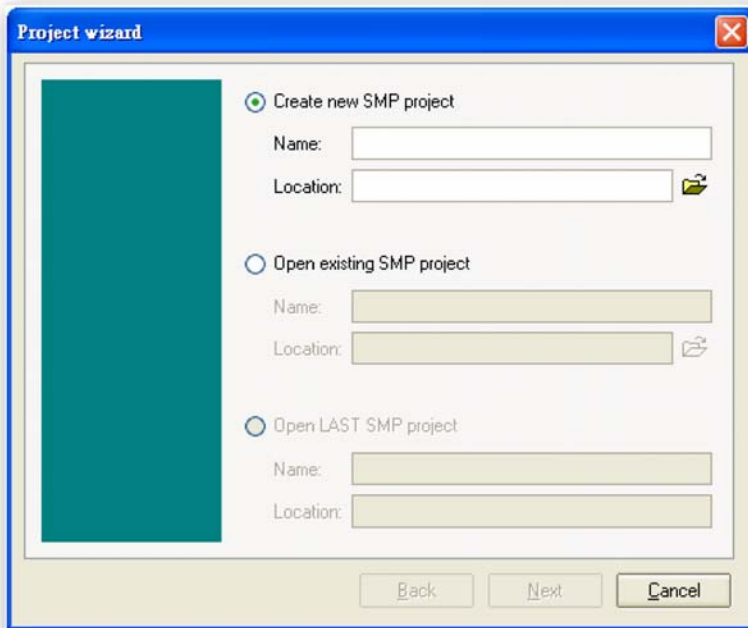 Project wizard
Create new SMP project
Name:
Location:
Open existing SMP project
Name:
Location:
Open LAST SMP project
Name:
Location:
Back Next Cancel